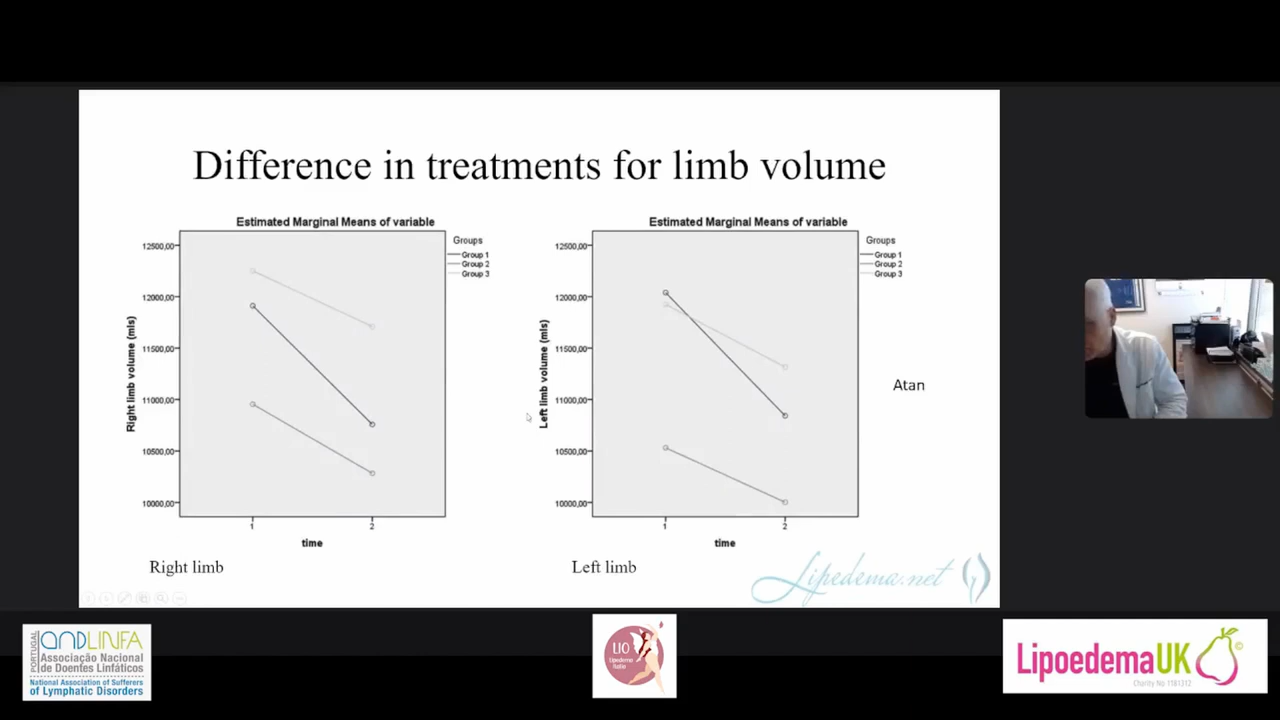 Difference in treatments for limb volume
Estimated Marginal Means of variable
Groups
Group 1
Group 2
Group 3
12500,00
12000,00
11500,00
11000,00
10500,00
10000,00
Right limb volume (mls)
1
2
time
Right limb
Estimated Marginal Means of variable
Groups
Group 1
Group 2
Group 3
12500,00
12000,00
11500,00
11000,00
10500,00
10000,00
Left limb volume (mls)
1
2
time
Left limb
Atan
Lipedema.net
PORTUGAL
andLINFA
Associação Nacional
de Doentes Linfáticos
National Association of Sufferers
of Lymphatic Disorders
LIO
Lipoedema
Italia
LipoedemaUK
Charity No 1161312